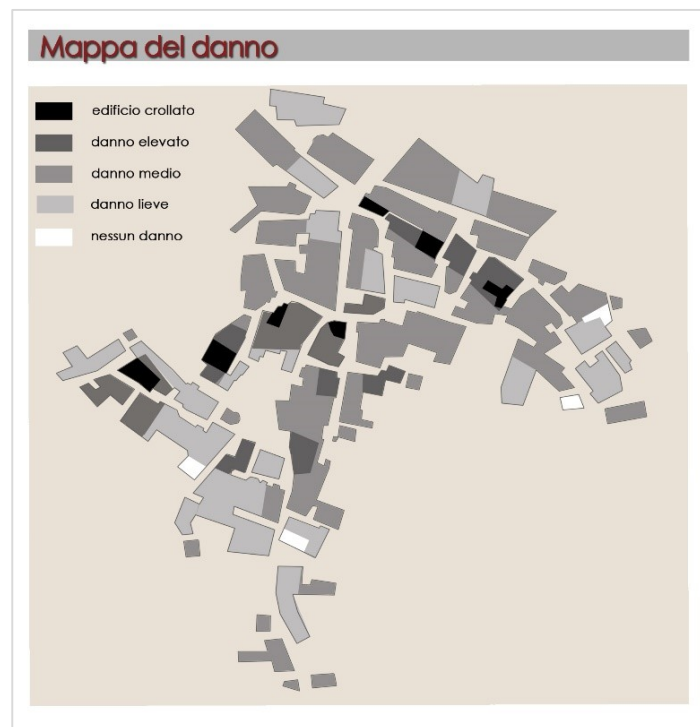 Mappa del danno
edificio crollato
danno elevato
danno medio
danno lieve
nessun danno